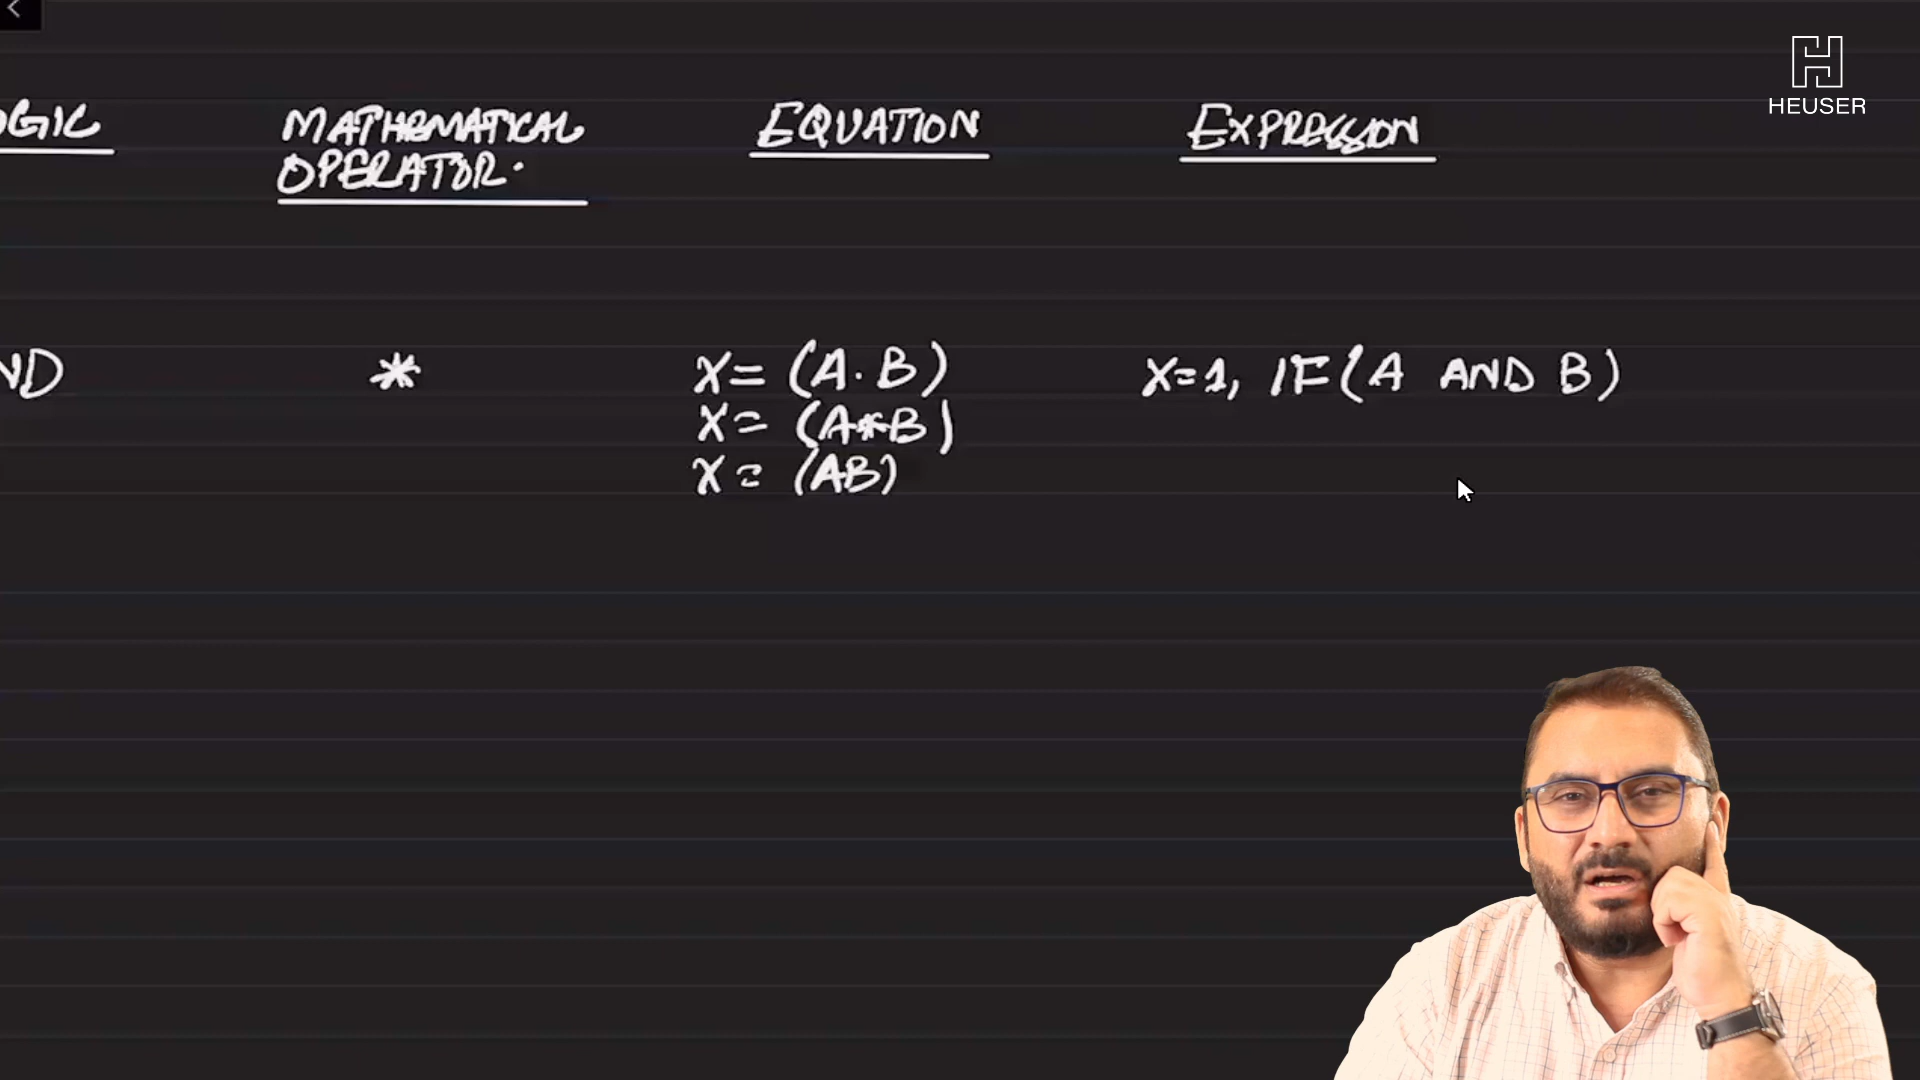 HEUSER
OGIC
MATHEMATICAL
OPERATOR.
EQUATION
EXPRESSION
ND
*
X = (A . B)
X = (A*B)
X = (AB)
X=1, IF (A AND B)